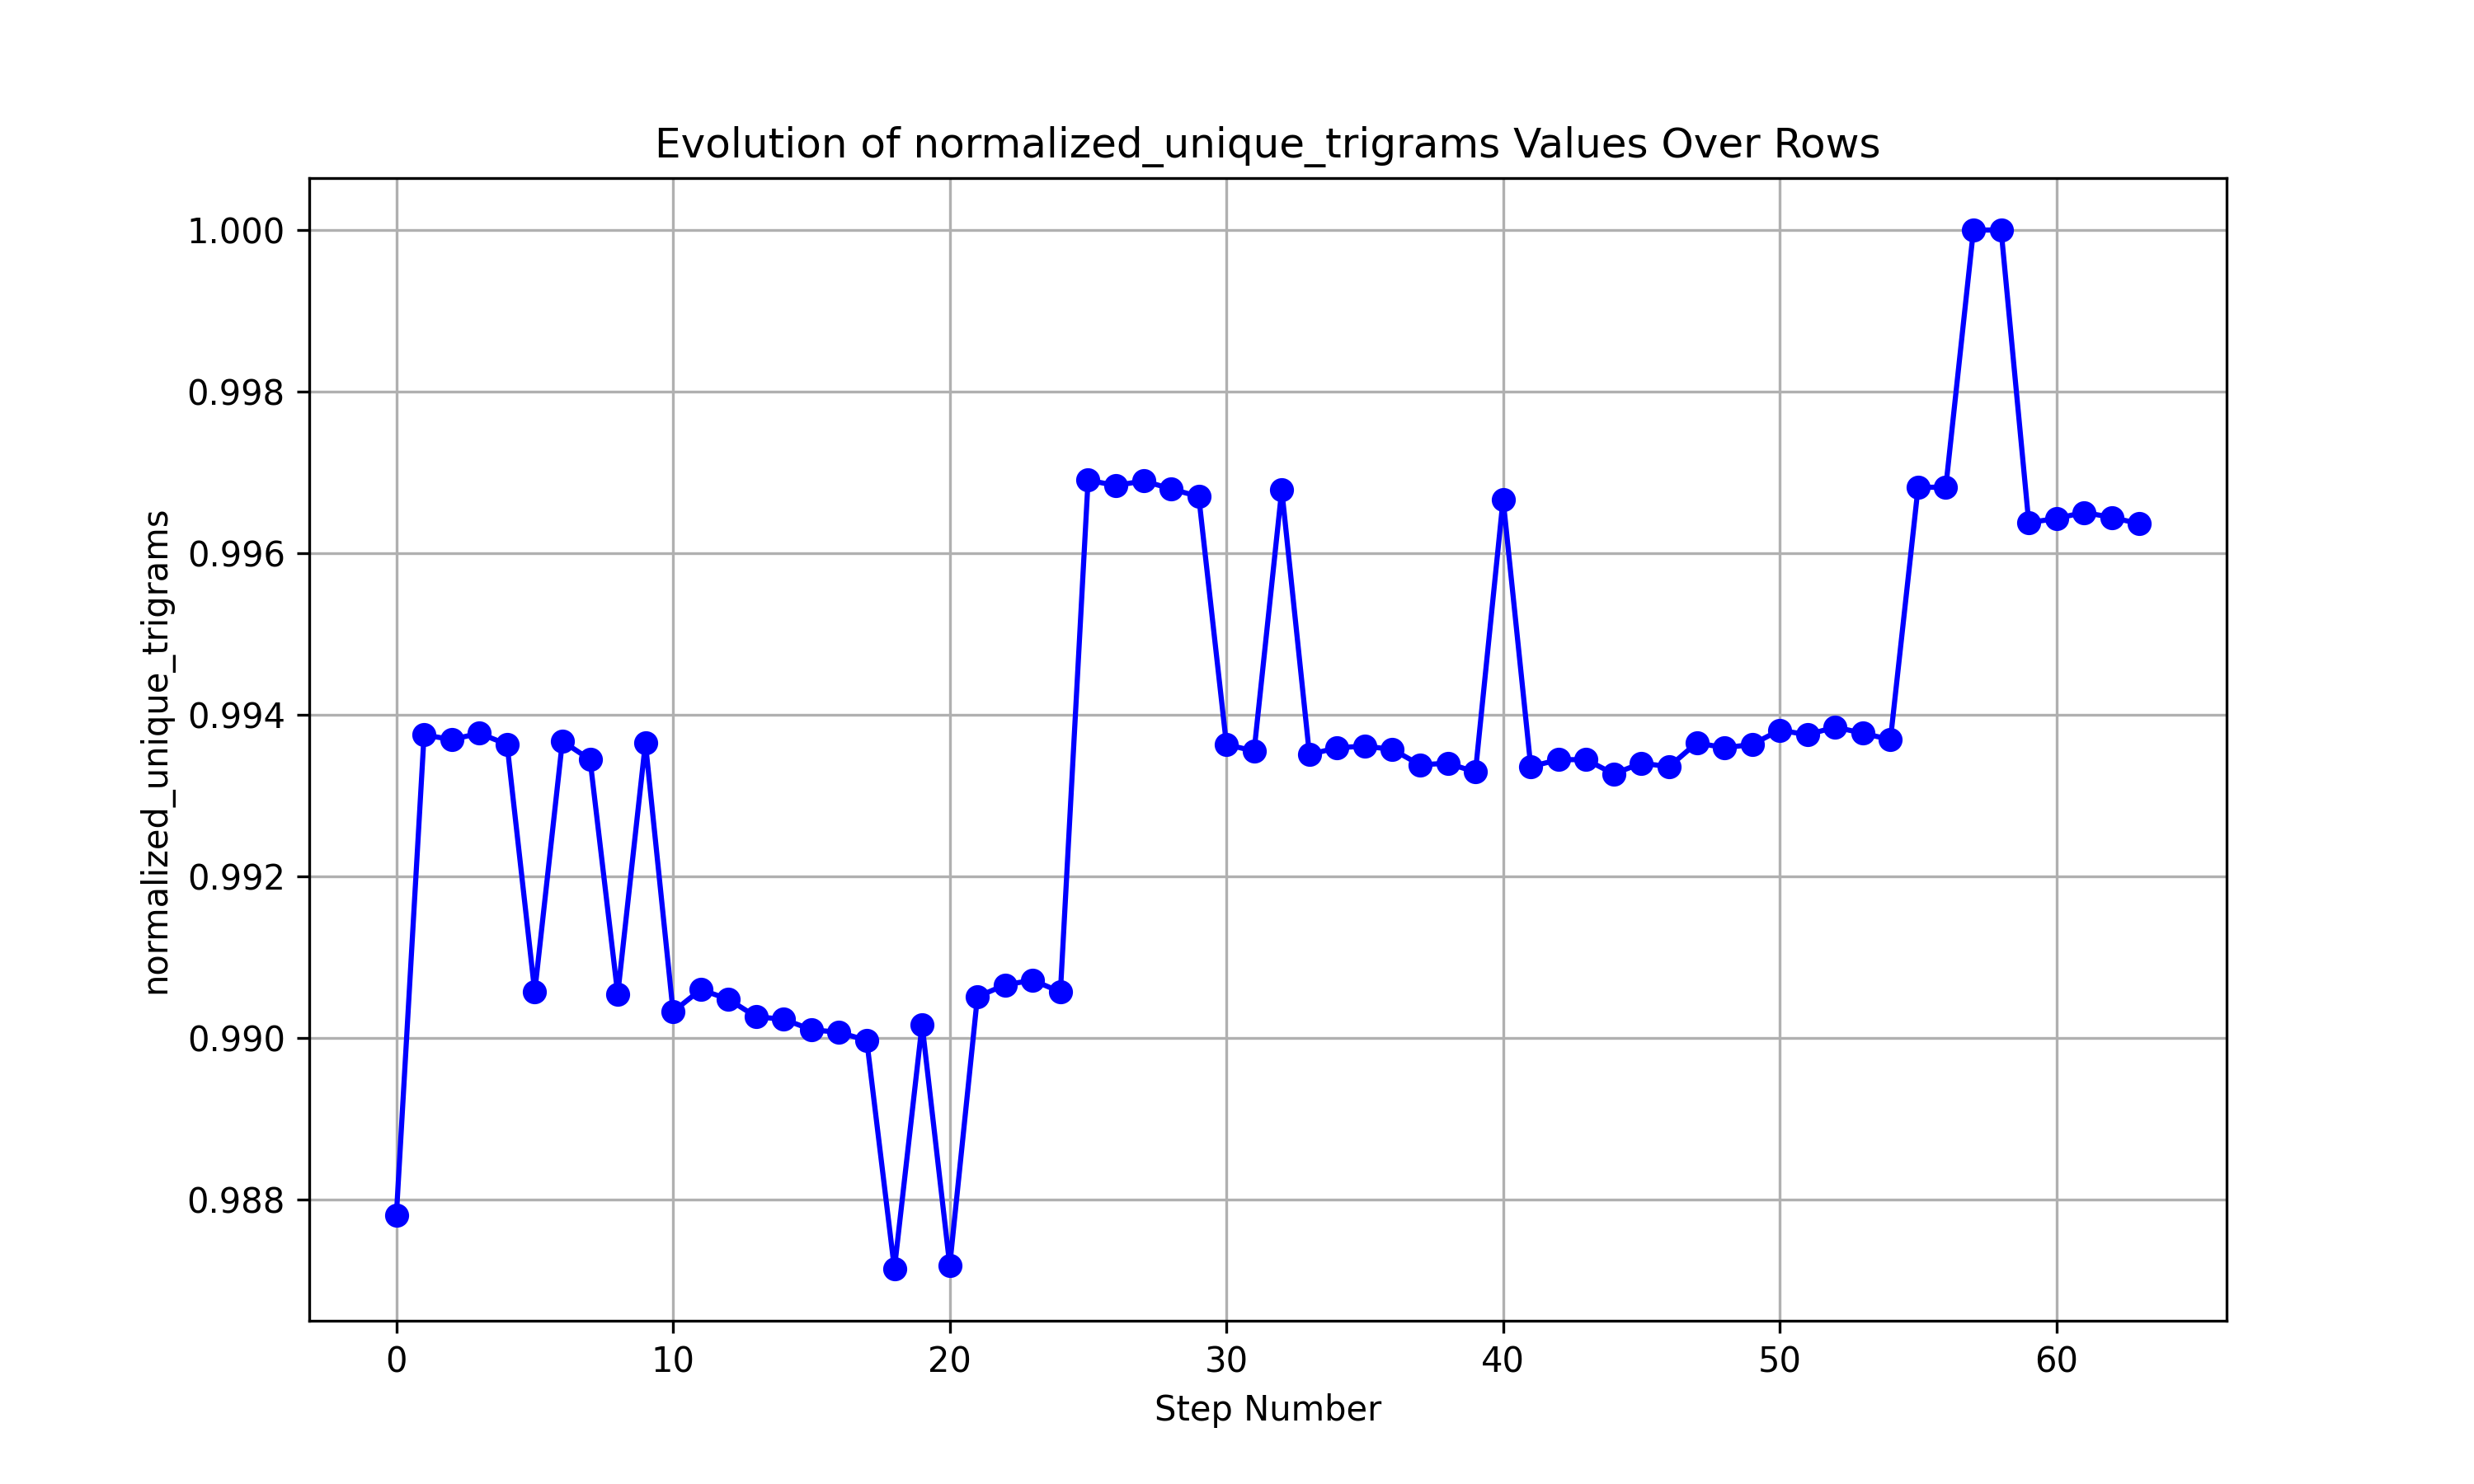 Evolution of normalized_unique_trigrams Values Over Rows
normalized_unique_trigrams
1.000
0.998
0.996
0.994
0.992
0.990
0.988
0 10 20 30 40 50 60
Step Number